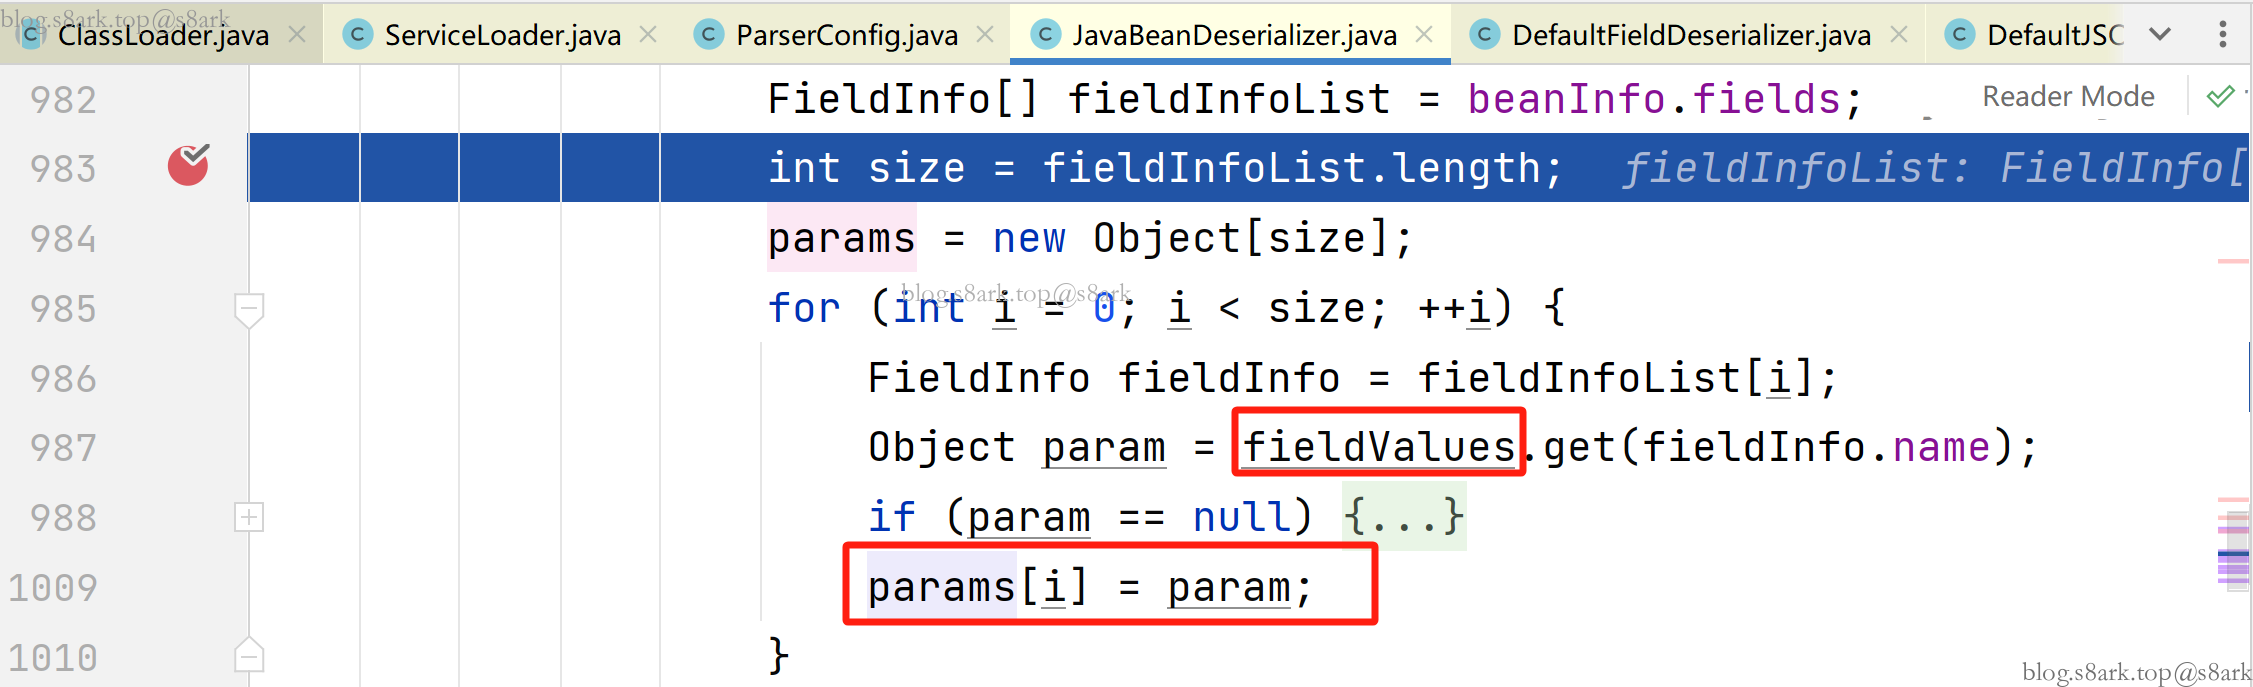 blog.s8ark.top@s8ark
ClassLoader.java ServiceLoader.java ParserConfig.java JavaBeanDeserializer.java DefaultFieldDeserializer.java DefaultJSC
Reader Mode
982 FieldInfo[] fieldInfoList = beanInfo.fields;
983 int size = fieldInfoList.length; fieldInfoList: FieldInfo[
984 params = new Object[size];
blog.s8ark.top@s8ark
985 for (int i = 0; i < size; ++i) {
986 FieldInfo fieldInfo = fieldInfoList[i];
987 Object param = fieldValues.get(fieldInfo.name);
988 if (param == null) {...}
1009 params[i] = param;
1010 }
blog.s8ark.top@s8ark